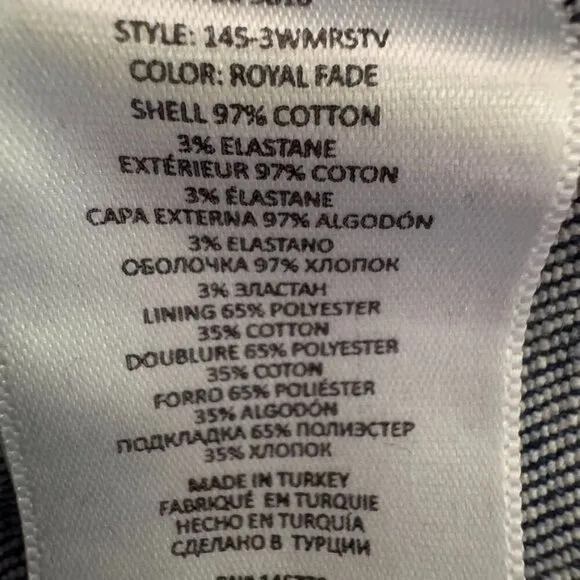 STYLE: 145-3WMRSTV
COLOR: ROYAL FADE
SHELL 97% COTTON
3% ELASTANE
EXTÉRIEUR 97% COTON
3% ÉLASTANE
CAPA EXTERNA 97% ALGODÓN
3% ELASTANO
ОБОЛОЧКА 97% ХЛОПОК
3% ЭЛАСТАН
LINING 65% POLYESTER
35% COTTON
DOUBLURE 65% POLYESTER
35% COTON
FORRO 65% POLIÉSTER
35% ALGODÓN
ПОДКЛАДКА 65% ПОЛИЭСТЕР
35% ХЛОПОК
MADE IN TURKEY
FABRIQUÉ EN TURQUIE
HECHO EN TURQUÍA
СДЕЛАНО В ТУРЦИИ